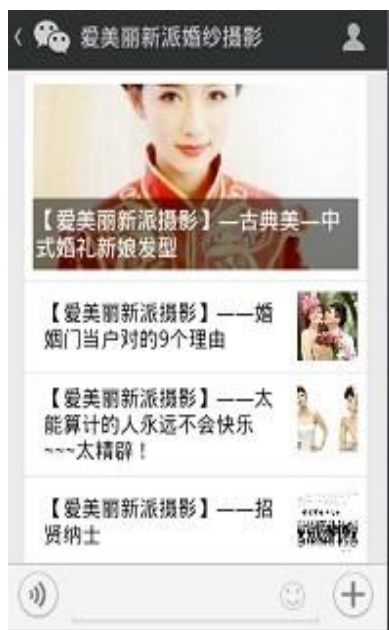 爱美丽新派婚纱摄影
【爱美丽新派摄影】—古典美—中
式婚礼新娘发型
【爱美丽新派摄影】——婚
姻门当户对的9个理由
【爱美丽新派摄影】——太
能算计的人永远不会快乐
~~~太精辟！
【爱美丽新派摄影】——招
贤纳士